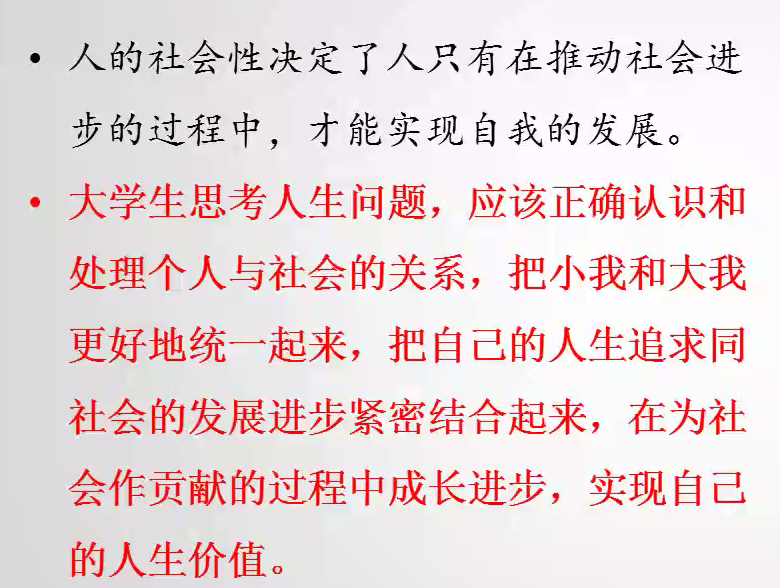 • 人的社会性决定了人只有在推动社会进
步的过程中，才能实现自我的发展。
• 大学生思考人生问题，应该正确认识和
处理个人与社会的关系，把小我和大我
更好地统一起来，把自己的人生追求同
社会的发展进步紧密结合起来，在为社
会作贡献的过程中成长进步，实现自己
的人生价值。